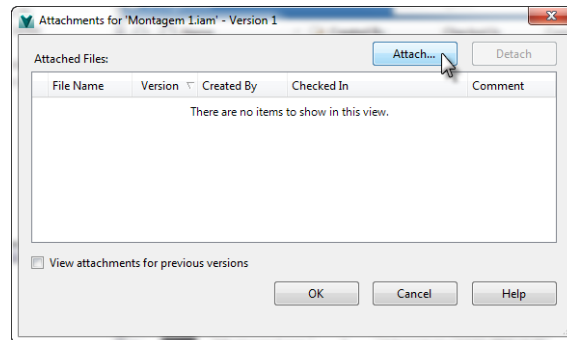 Attachments for 'Montagem 1.iam' - Version 1
Attached Files:
Attach...
Detach
File Name Version Created By Checked In Comment
There are no items to show in this view.
View attachments for previous versions
OK Cancel Help